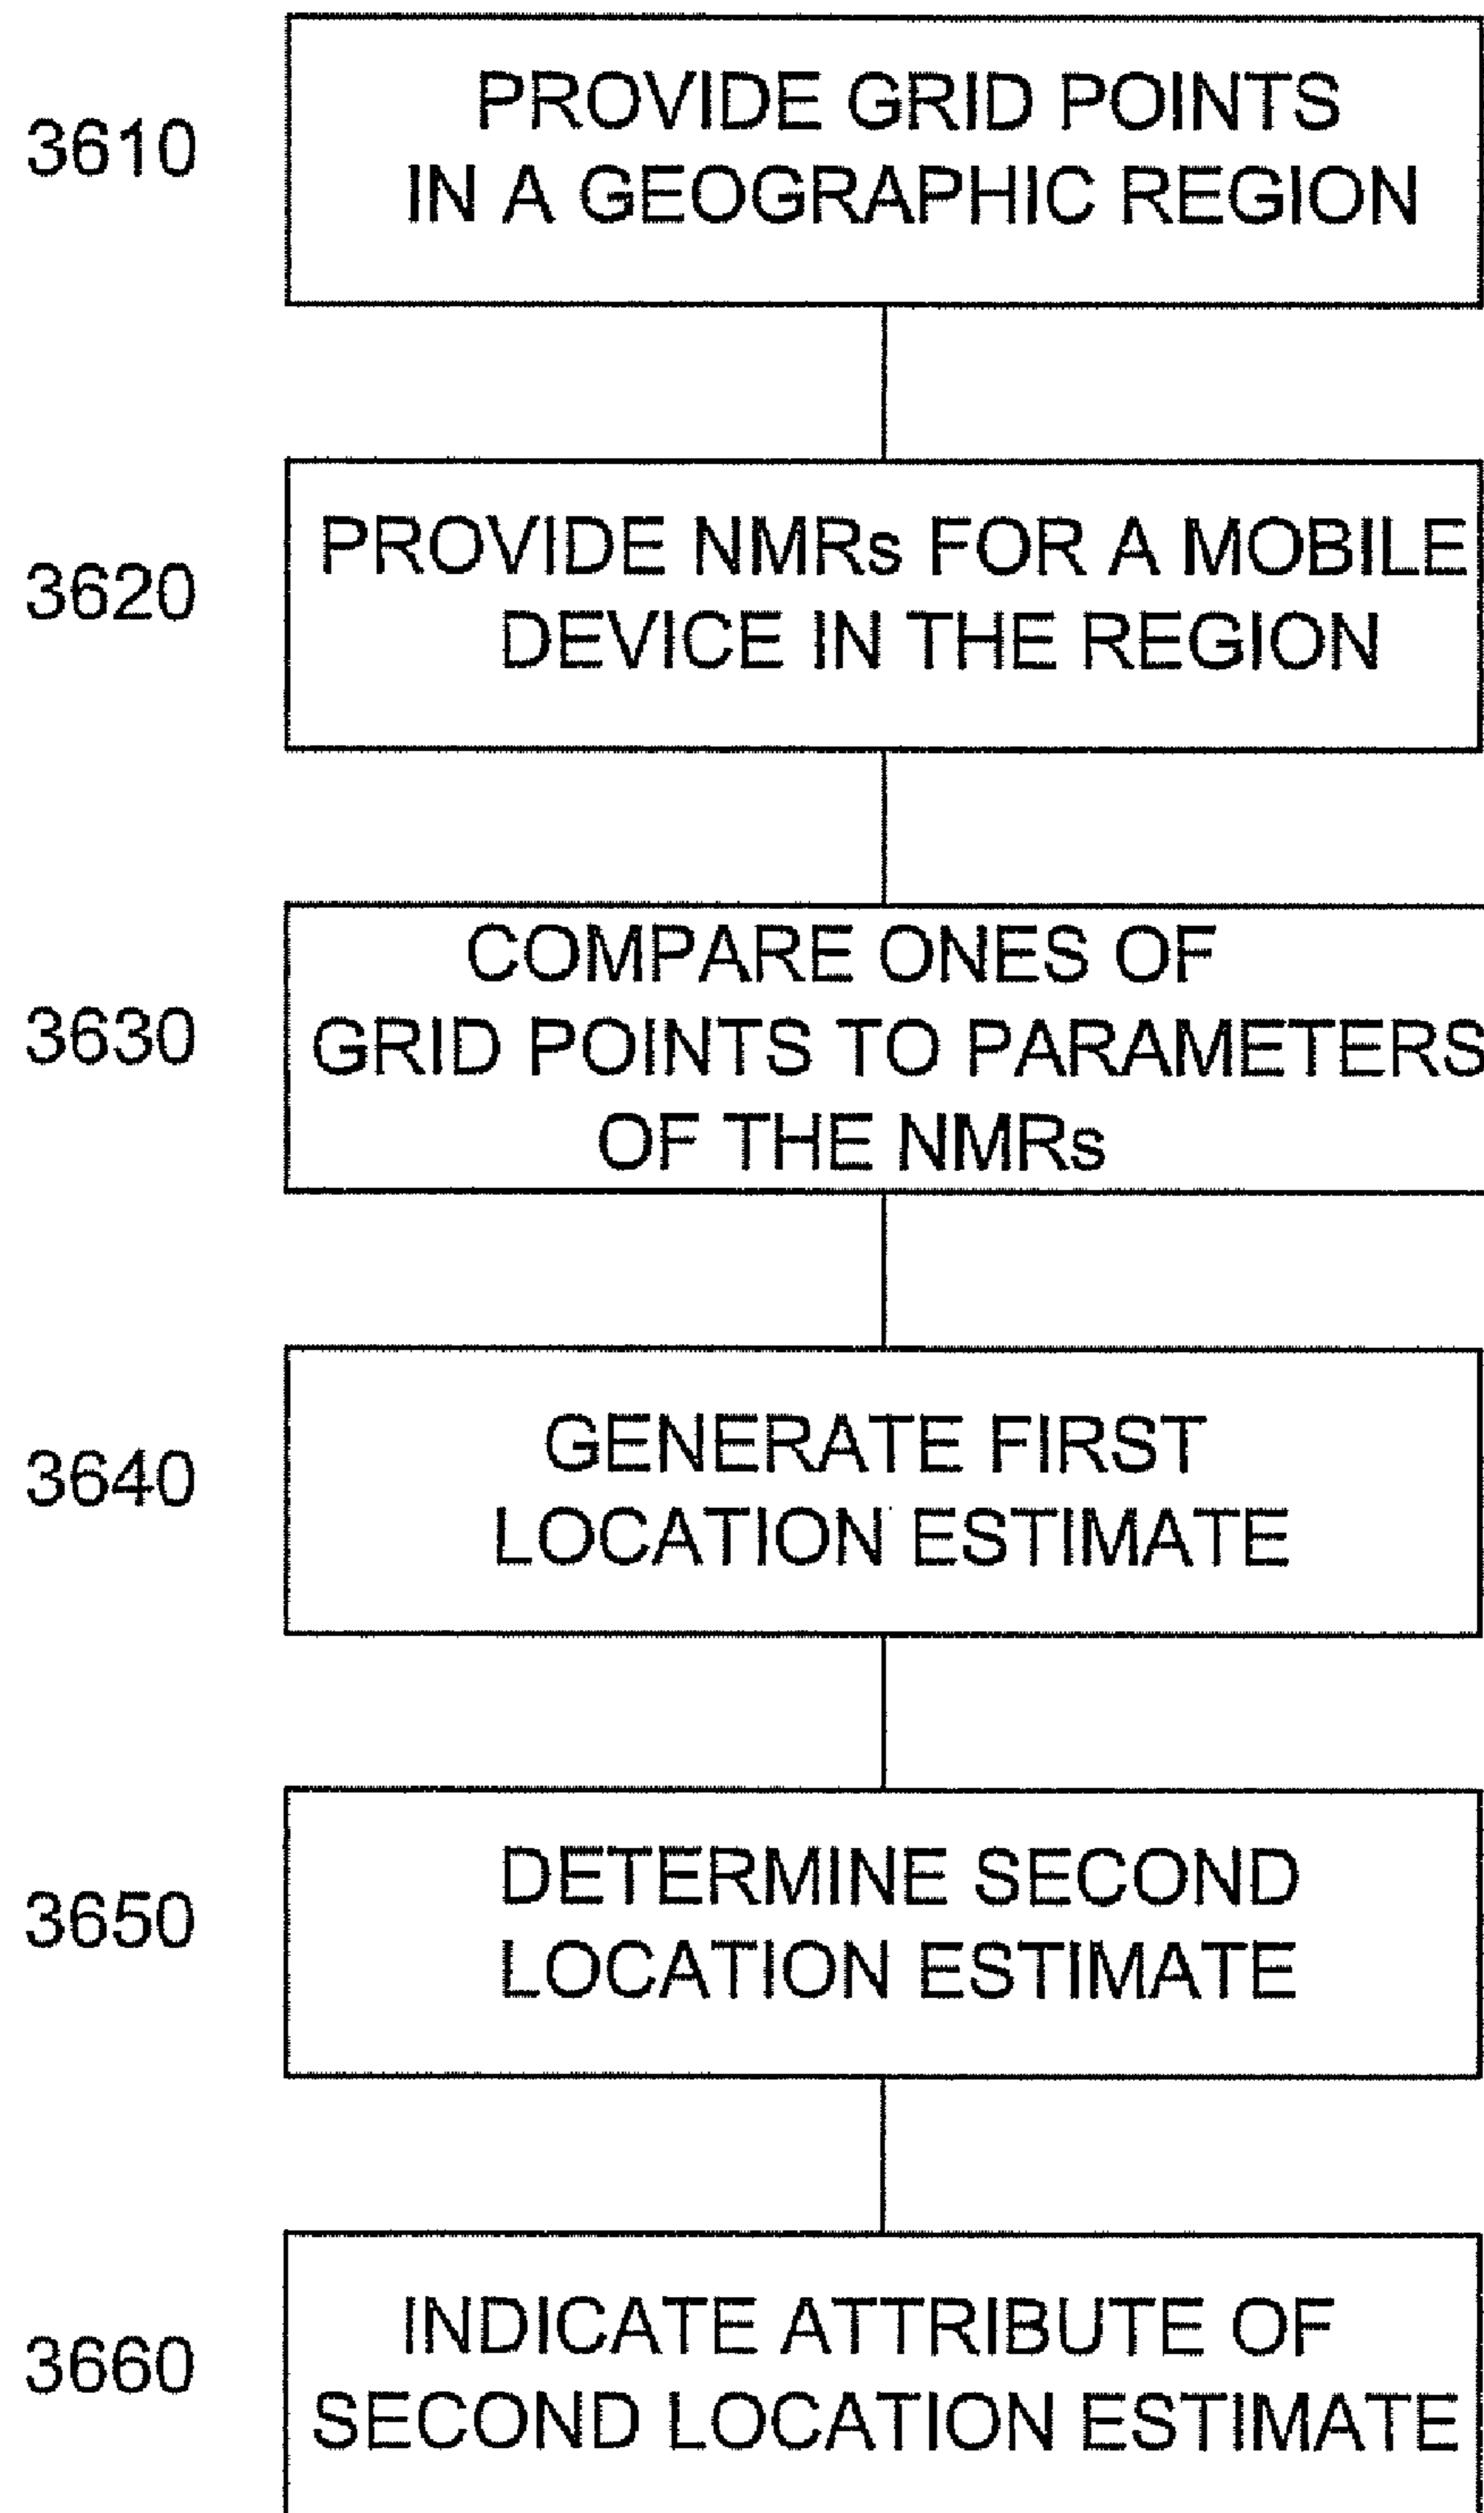 3610
PROVIDE GRID POINTS
IN A GEOGRAPHIC REGION
3620
PROVIDE NMRs FOR A MOBILE
DEVICE IN THE REGION
3630
COMPARE ONES OF
GRID POINTS TO PARAMETERS
OF THE NMRs
3640
GENERATE FIRST
LOCATION ESTIMATE
3650
DETERMINE SECOND
LOCATION ESTIMATE
3660
INDICATE ATTRIBUTE OF
SECOND LOCATION ESTIMATE